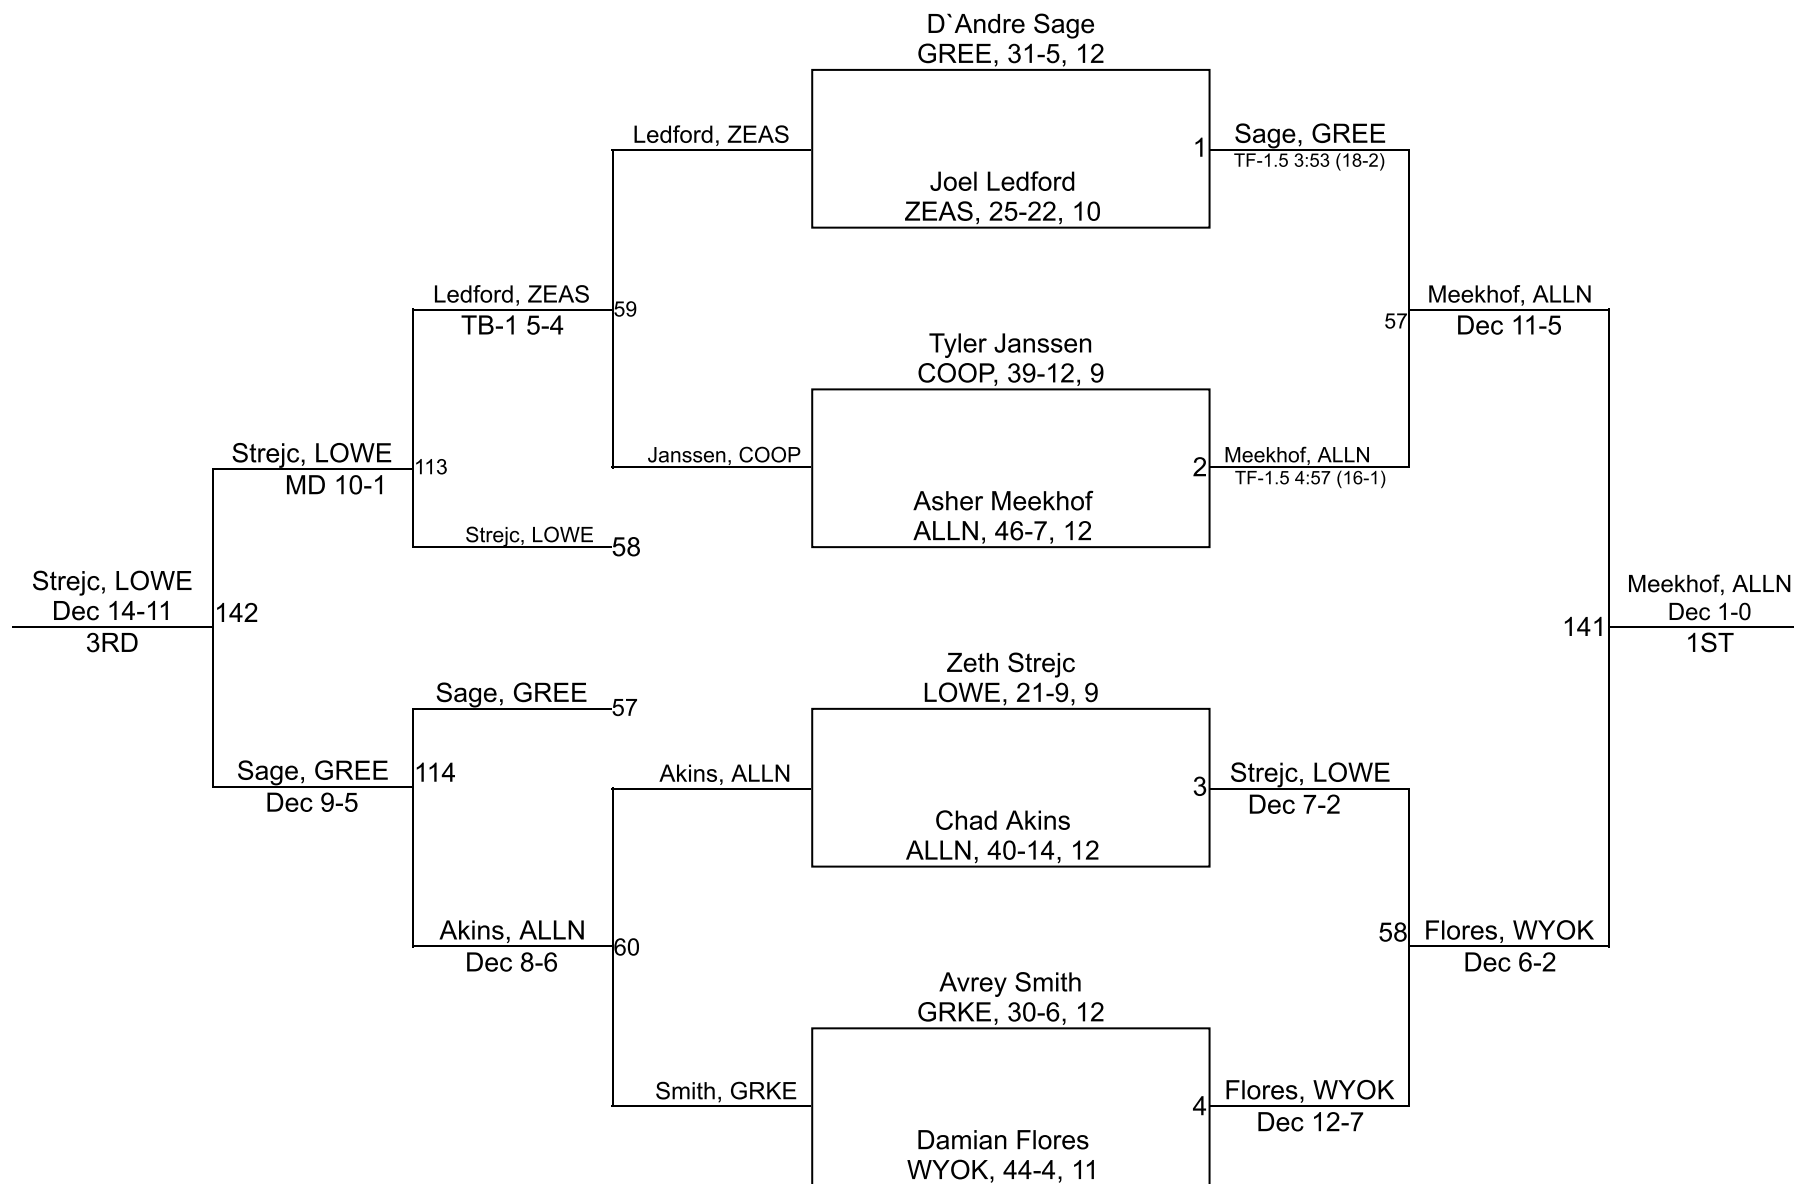 D`Andre Sage
GREE, 31-5, 12
Ledford, ZEAS
1
Sage, GREE
TF-1.5 3:53 (18-2)
Joel Ledford
ZEAS, 25-22, 10
Ledford, ZEAS
TB-1 5-4
59
57
Meekhof, ALLN
Dec 11-5
Tyler Janssen
COOP, 39-12, 9
Strejc, LOWE
MD 10-1
113
Janssen, COOP
2
Meekhof, ALLN
TF-1.5 4:57 (16-1)
Asher Meekhof
ALLN, 46-7, 12
Strejc, LOWE
58
Strejc, LOWE
Dec 14-11
3RD
142
141
Meekhof, ALLN
Dec 1-0
1ST
Zeth Strejc
LOWE, 21-9, 9
Sage, GREE
57
Sage, GREE
Dec 9-5
114
Akins, ALLN
3
Strejc, LOWE
Dec 7-2
Chad Akins
ALLN, 40-14, 12
Akins, ALLN
Dec 8-6
60
58
Flores, WYOK
Dec 6-2
Avrey Smith
GRKE, 30-6, 12
Smith, GRKE
4
Flores, WYOK
Dec 12-7
Damian Flores
WYOK, 44-4, 11